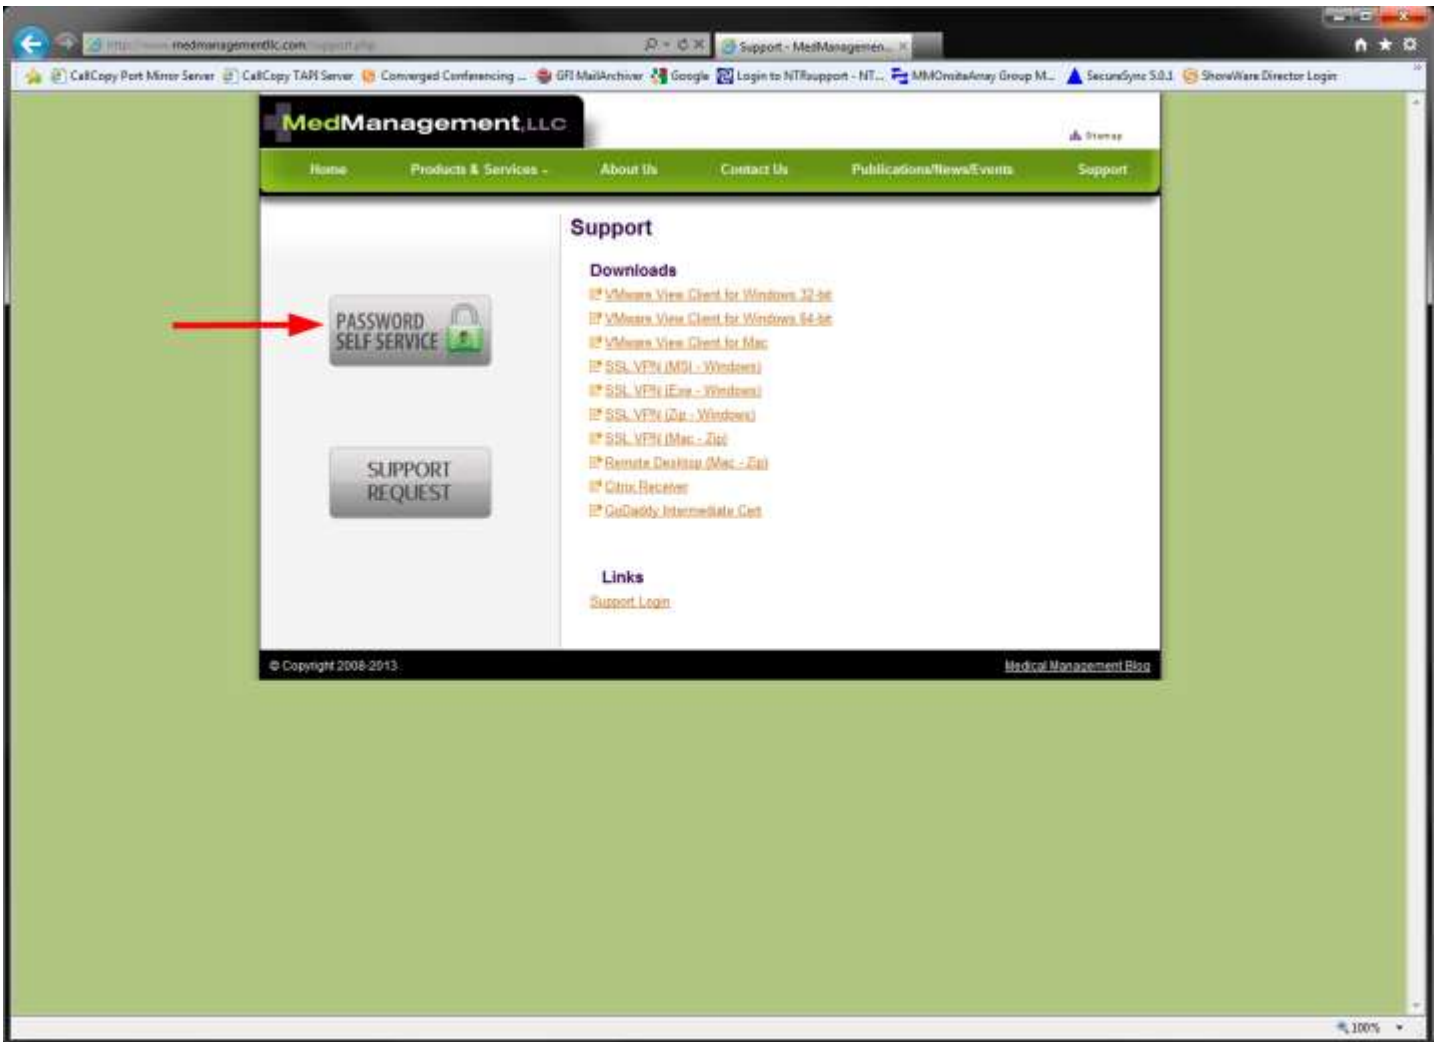 http://www.medmanagementllc.com/support.php
Support - MedManagemen...
CallCopy Port Mirror Server CallCopy TAPI Server Converged Conferencing ... GFI MailArchiver Google Login to NTRsupport - NT... MMOnsiteArray Group M... SecureSync 5.0.1 ShoreWare Director Login
MedManagement,LLC
Sitemap
Home Products & Services About Us Contact Us Publications/News/Events Support
Support
Downloads
VMware View Client for Windows 32-bit
VMware View Client for Windows 64-bit
VMware View Client for Mac
SSL VPN (MSI - Windows)
SSL VPN (Exe - Windows)
SSL VPN (Zip - Windows)
SSL VPN (Mac - Zip)
Remote Desktop (Mac - Zip)
Citrix Receiver
GoDaddy Intermediate Cert
PASSWORD
SELF SERVICE
SUPPORT
REQUEST
Links
Support Login
© Copyright 2008-2013
Medical Management Blog
100%